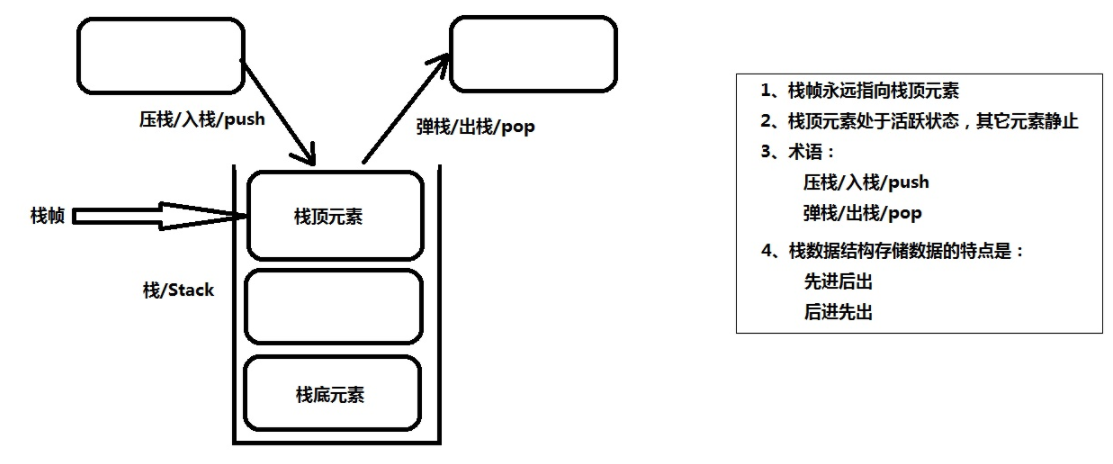 压栈/入栈/push
弹栈/出栈/pop
栈帧
栈顶元素
栈/Stack
栈底元素
1、栈帧永远指向栈顶元素
2、栈顶元素处于活跃状态，其它元素静止
3、术语：
压栈/入栈/push
弹栈/出栈/pop
4、栈数据结构存储数据的特点是：
先进后出
后进先出